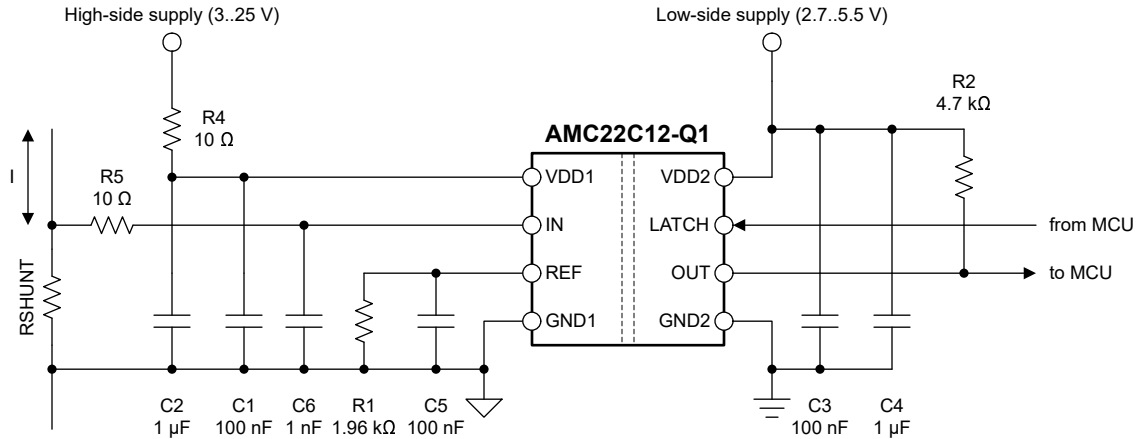 High-side supply (3..25 V)
Low-side supply (2.7..5.5 V)
R4
10 Ω
R2
4.7 kΩ
AMC22C12-Q1
I
R5
10 Ω
VDD1
VDD2
IN
LATCH
from MCU
RSHUNT
REF
OUT
to MCU
GND1
GND2
C2
1 µF
C1
100 nF
C6
1 nF
R1
1.96 kΩ
C5
100 nF
C3
100 nF
C4
1 µF